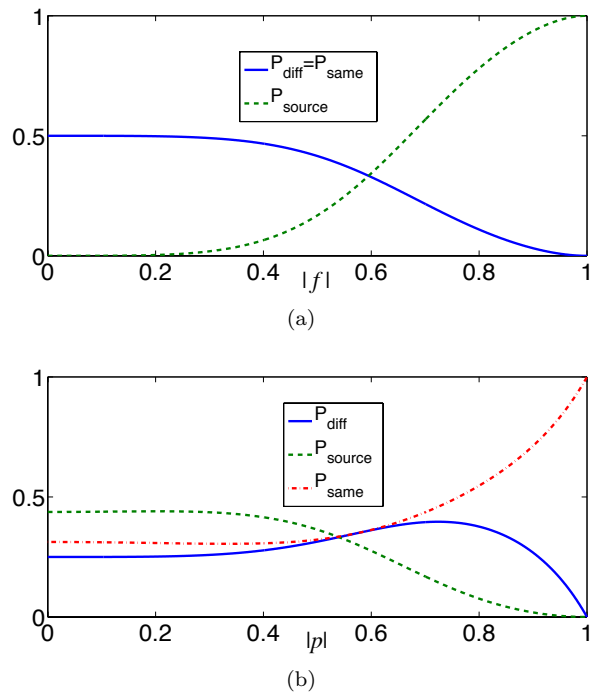 1
P_diff=P_same
P_source
0.5
0
0 0.2 0.4 0.6 0.8 1
|f|
(a)
1
P_diff
P_source
P_same
0.5
0
0 0.2 0.4 0.6 0.8 1
|p|
(b)